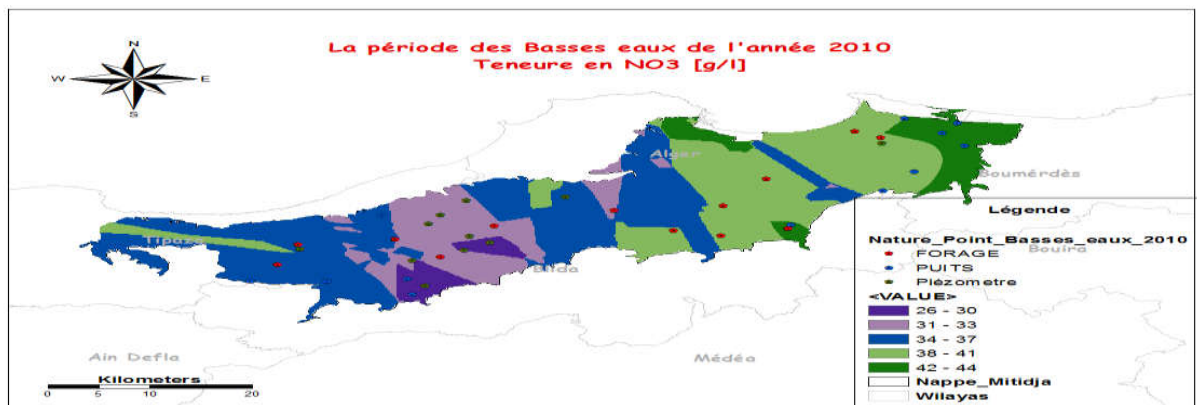 La période des Basses eaux de l'année 2010
Teneure en NO3 [g/l]
N
W
E
S
Alger
Boumérdès
Tipaza
Blida
Bouira
Ain Defla
Médéa
Légende
Nature_Point_Basses_eaux_2010
FORAGE
PUITS
Piézometre
<VALUE>
26 - 30
31 - 33
34 - 37
38 - 41
42 - 44
Nappe_Mitidja
Wilayas
Kilometers
0 5 10 20